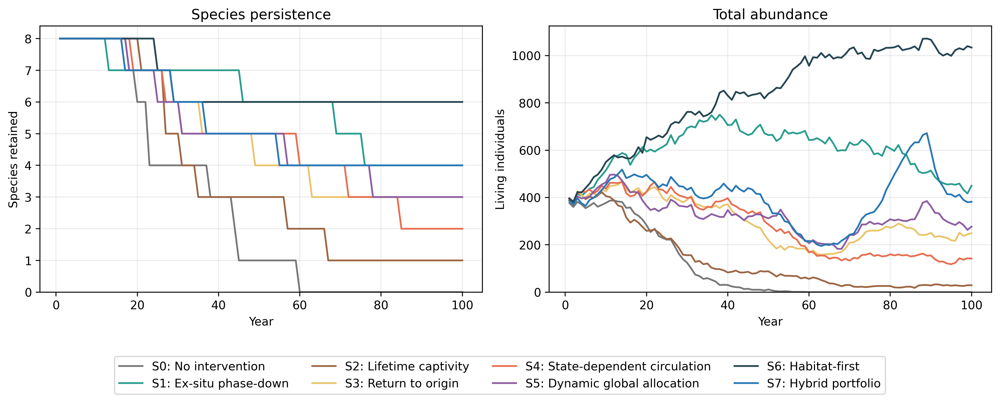 Species persistence
Species retained
8
7
6
5
4
3
2
1
0
0 20 40 60 80 100
Year
Total abundance
Living individuals
1000
800
600
400
200
0
0 20 40 60 80 100
Year
S0: No intervention S2: Lifetime captivity S4: State-dependent circulation S6: Habitat-first
S1: Ex-situ phase-down S3: Return to origin S5: Dynamic global allocation S7: Hybrid portfolio